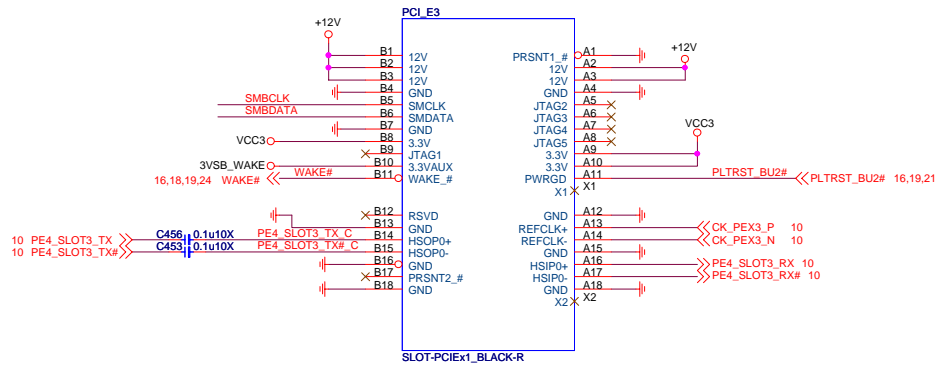 PCI_E3
+12V
B1 12V PRSNT1_# A1
B2 12V 12V A2 +12V
B3 12V 12V A3
B4 GND GND A4
SMBCLK B5 SMCLK JTAG2 A5
SMBDATA B6 SMDATA JTAG3 A6
B7 GND JTAG4 A7
VCC3 B8 3.3V JTAG5 A8 VCC3
B9 JTAG1 3.3V A9
3VSB_WAKE B10 3.3VAUX 3.3V A10
16,18,19,24 WAKE# WAKE# B11 WAKE_# PWRGD A11 PLTRST_BU2# 16,19,21
X1 X1
B12 RSVD GND A12
B13 GND REFCLK+ A13 CK_PEX3_P 10
10 PE4_SLOT3_TX C456 0.1u10X PE4_SLOT3_TX_C B14 HSOP0+ REFCLK- A14 CK_PEX3_N 10
10 PE4_SLOT3_TX# C453 0.1u10X PE4_SLOT3_TX#_C B15 HSOP0- GND A15
B16 GND HSIP0+ A16 PE4_SLOT3_RX 10
B17 PRSNT2_# HSIP0- A17 PE4_SLOT3_RX# 10
B18 GND GND A18
X2 X2
SLOT-PCIEx1_BLACK-R